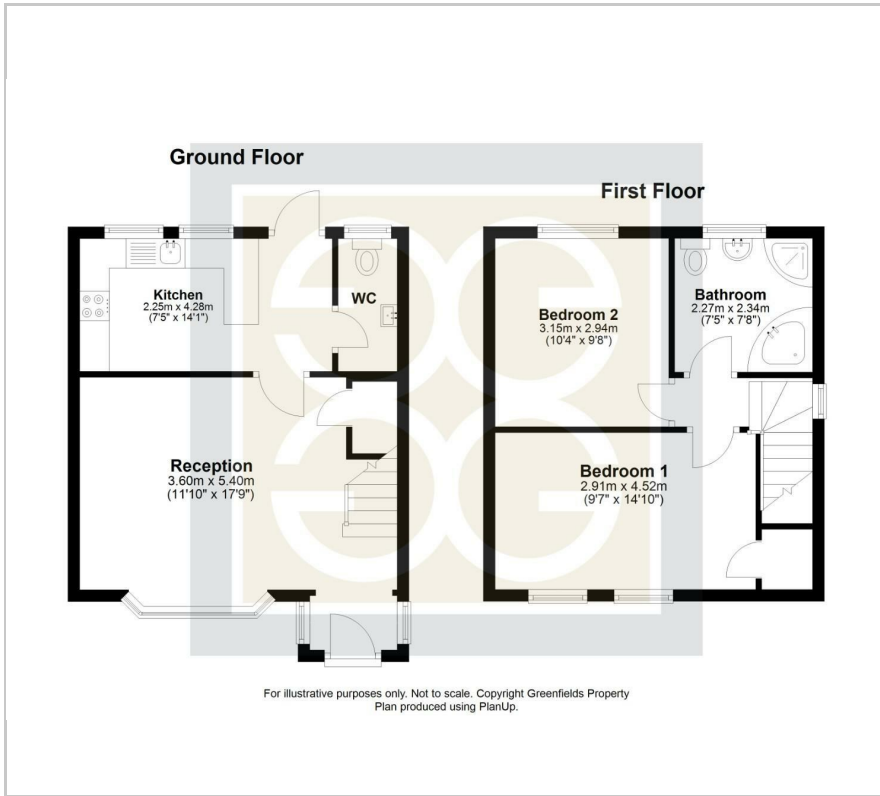 Ground Floor
Kitchen
2.25m x 4.28m
(7'5" x 14'1")
WC
Reception
3.60m x 5.40m
(11'10" x 17'9")
First Floor
Bedroom 2
3.15m x 2.94m
(10'4" x 9'8")
Bathroom
2.27m x 2.34m
(7'5" x 7'8")
Bedroom 1
2.91m x 4.52m
(9'7" x 14'10")
For illustrative purposes only. Not to scale. Copyright Greenfields Property
Plan produced using PlanUp.